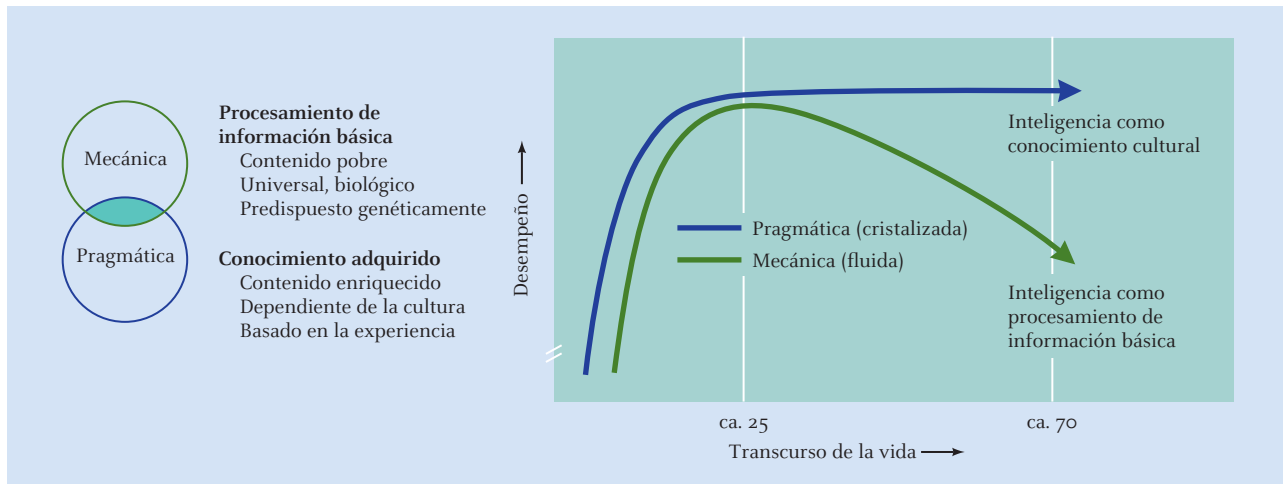 Mecánica
Pragmática
Procesamiento de
información básica
Contenido pobre
Universal, biológico
Predispuesto genéticamente
Conocimiento adquirido
Contenido enriquecido
Dependiente de la cultura
Basado en la experiencia
Desempeño
Pragmática (cristalizada)
Mecánica (fluida)
Inteligencia como
conocimiento cultural
Inteligencia como
procesamiento de
información básica
ca. 25
ca. 70
Transcurso de la vida